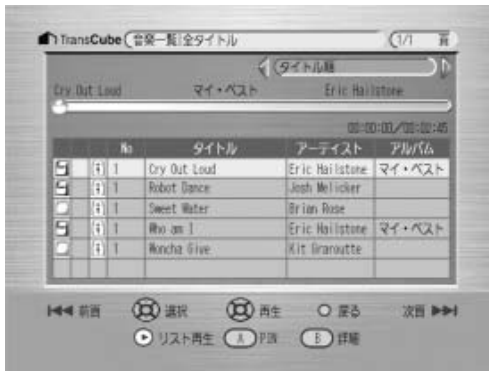 TransCube 音楽一覧|全タイトル 1/1 頁
タイトル順
Cry Out Loud マイ・ベスト Eric Hailstone
00:00:00/00:02:45
No タイトル アーティスト アルバム
1 Cry Out Loud Eric Hailstone マイ・ベスト
1 Robot Dance Josh Melicker
1 Sweet Water Brian Rose
1 Who am I Eric Hailstone マイ・ベスト
1 Kit
前頁 選択 再生 戻る 次頁
リスト再生 A P IN B 詳細